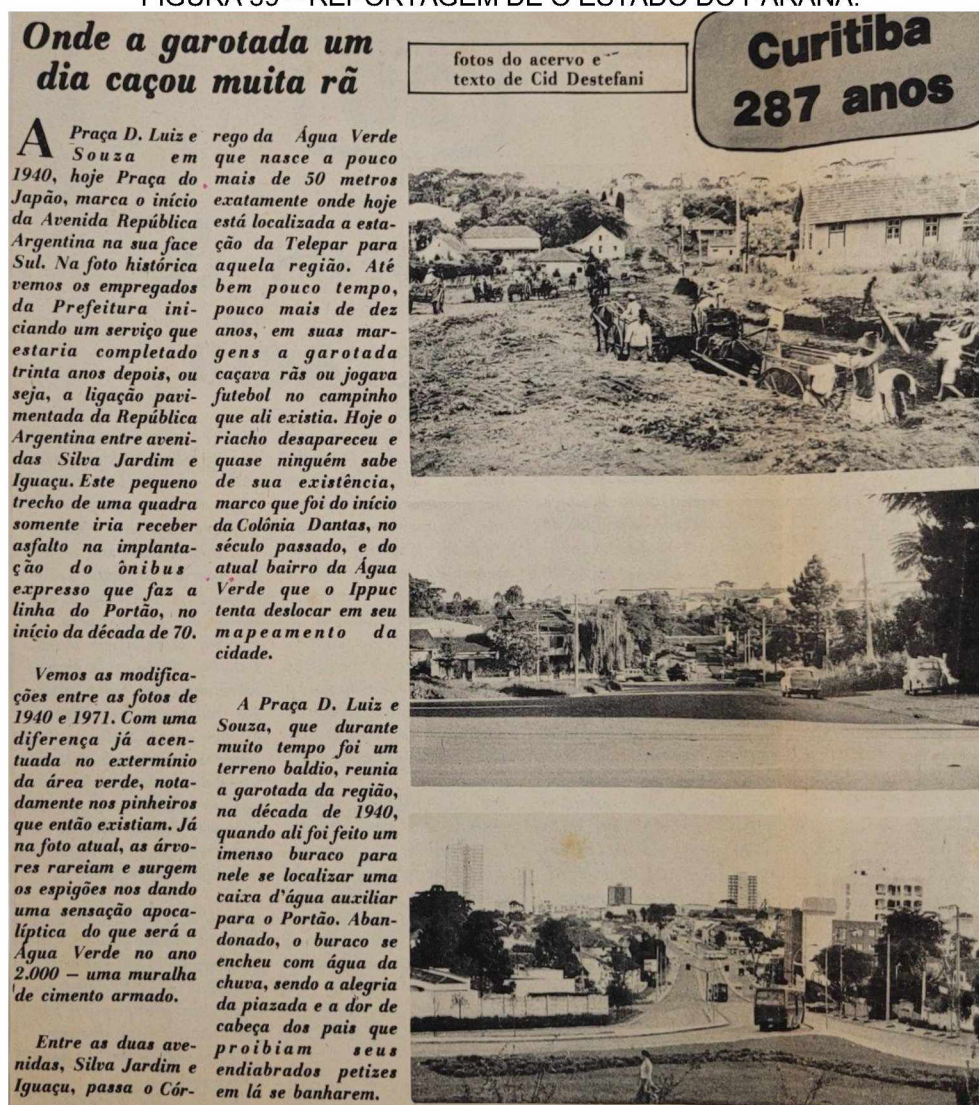 FIGURA 39 – REPORTAGEM DE O ESTADO DO PARANÁ.
Onde a garotada um
dia caçou muita rã
fotos do acervo e
texto de Cid Destefani
Curitiba
287 anos
A Praça D. Luiz e
Souza em
1940, hoje Praça do
Japão, marca o início
da Avenida República
Argentina na sua face
Sul. Na foto histórica
vemos os empregados
da Prefeitura ini-
ciando um serviço que
estaria completado
trinta anos depois, ou
seja, a ligação pavi-
mentada da República
Argentina entre aveni-
das Silva Jardim e
Iguaçu. Este pequeno
trecho de uma quadra
somente iria receber
asfalto na implanta-
ção do ônibus
expresso que faz a
linha do Portão, no
início da década de 70.
Vemos as modifica-
ções entre as fotos de
1940 e 1971. Com uma
diferença já acen-
tuada no extermínio
da área verde, nota-
damente nos pinheiros
que então existiam. Já
na foto atual, as árvo-
res rareiam e surgem
os espigões nos dando
uma sensação apoca-
líptica do que será a
Água Verde no ano
2.000 — uma muralha
de cimento armado.
Entre as duas ave-
nidas, Silva Jardim e
Iguaçu, passa o Cór-
rego da Água Verde
que nasce a pouco
mais de 50 metros
exatamente onde hoje
está localizada a esta-
ção da Telepar para
aquela região. Até
bem pouco tempo,
pouco mais de dez
anos, em suas mar-
gens a garotada
caçava rãs ou jogava
futebol no campinho
que ali existia. Hoje o
riacho desapareceu e
quase ninguém sabe
de sua existência,
marco que foi do início
da Colônia Dantas, no
século passado, e do
atual bairro da Água
Verde que o Ippuc
tenta deslocar em seu
mapeamento da
cidade.
A Praça D. Luiz e
Souza, que durante
muito tempo foi um
terreno baldio, reunia
a garotada da região,
na década de 1940,
quando ali foi feito um
imenso buraco para
nele se localizar uma
caixa d'água auxiliar
para o Portão. Aban-
donado, o buraco se
encheu com água da
chuva, sendo a alegria
da piazada e a dor de
cabeça dos pais que
proibiam seus
endiabrados petizes
em lá se banharem.